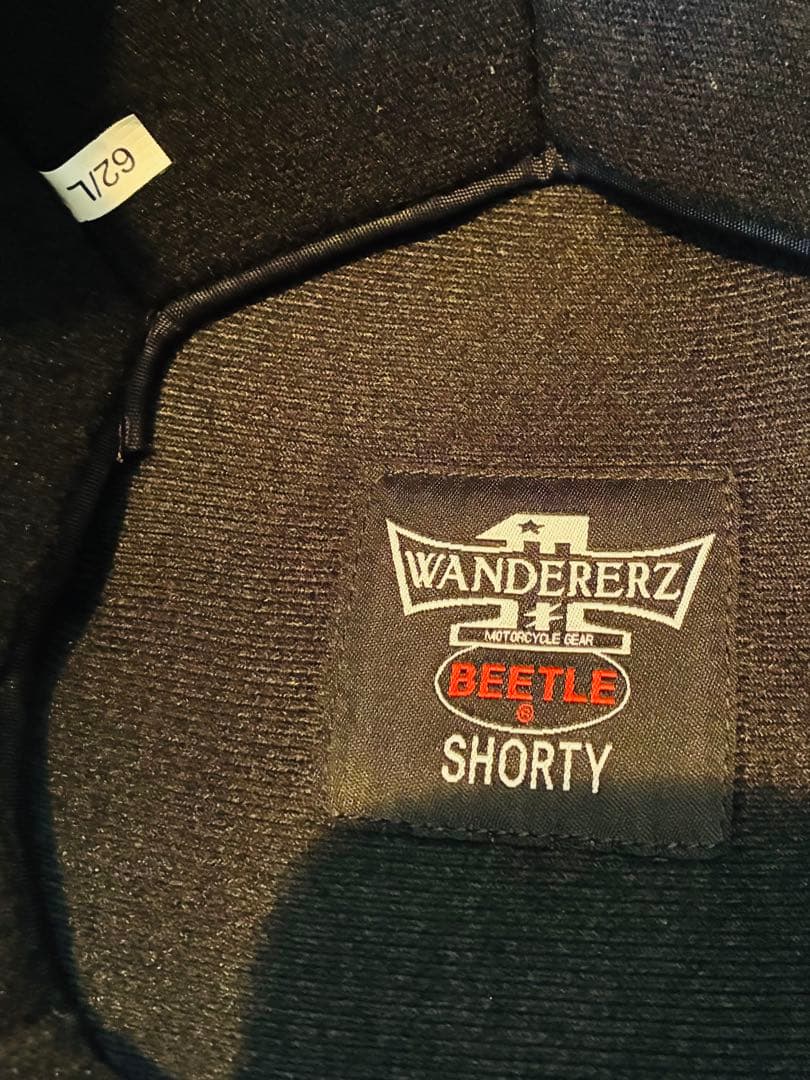 62/L
WANDERERZ
MOTORCYCLE GEAR
BEETLE
®
SHORTY